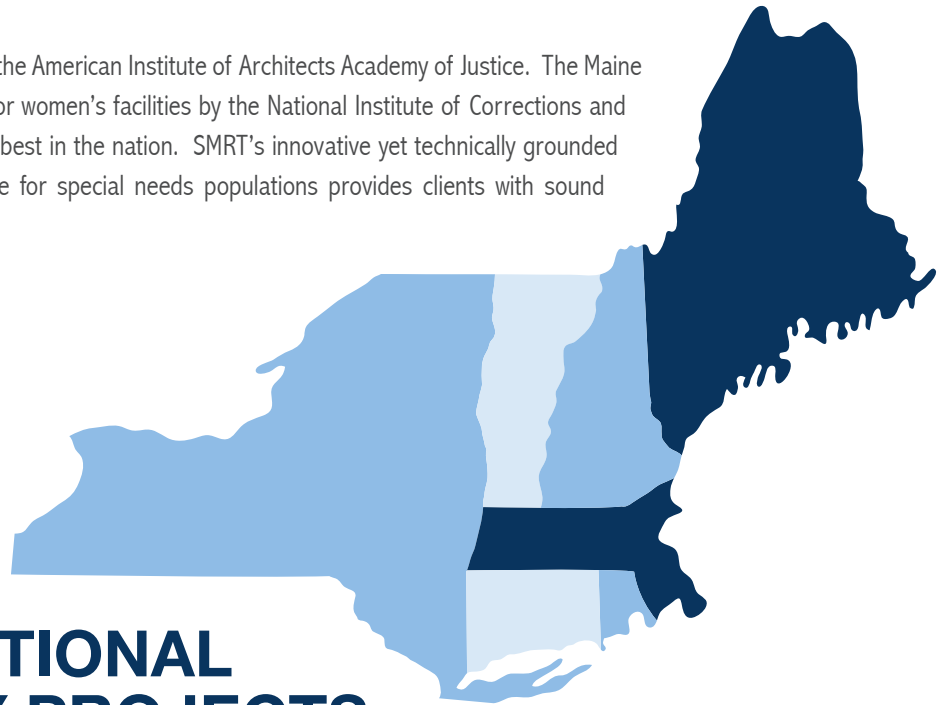 the American Institute of Architects Academy of Justice. The Maine
or women’s facilities by the National Institute of Corrections and
best in the nation. SMRT’s innovative yet technically grounded
e for special needs populations provides clients with sound
TIONAL
Y PROJECTS